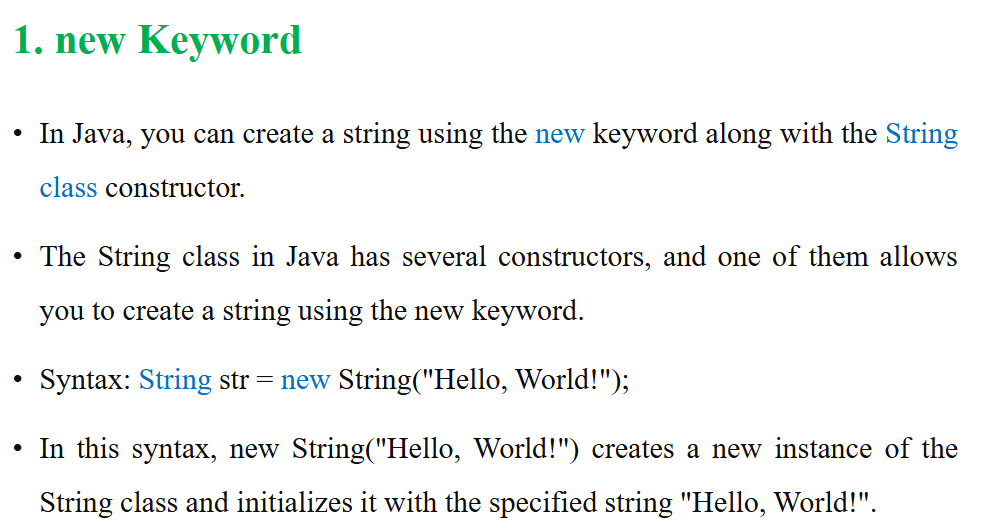 1. new Keyword
• In Java, you can create a string using the new keyword along with the String
class constructor.
• The String class in Java has several constructors, and one of them allows
you to create a string using the new keyword.
• Syntax: String str = new String("Hello, World!");
• In this syntax, new String("Hello, World!") creates a new instance of the
String class and initializes it with the specified string "Hello, World!".